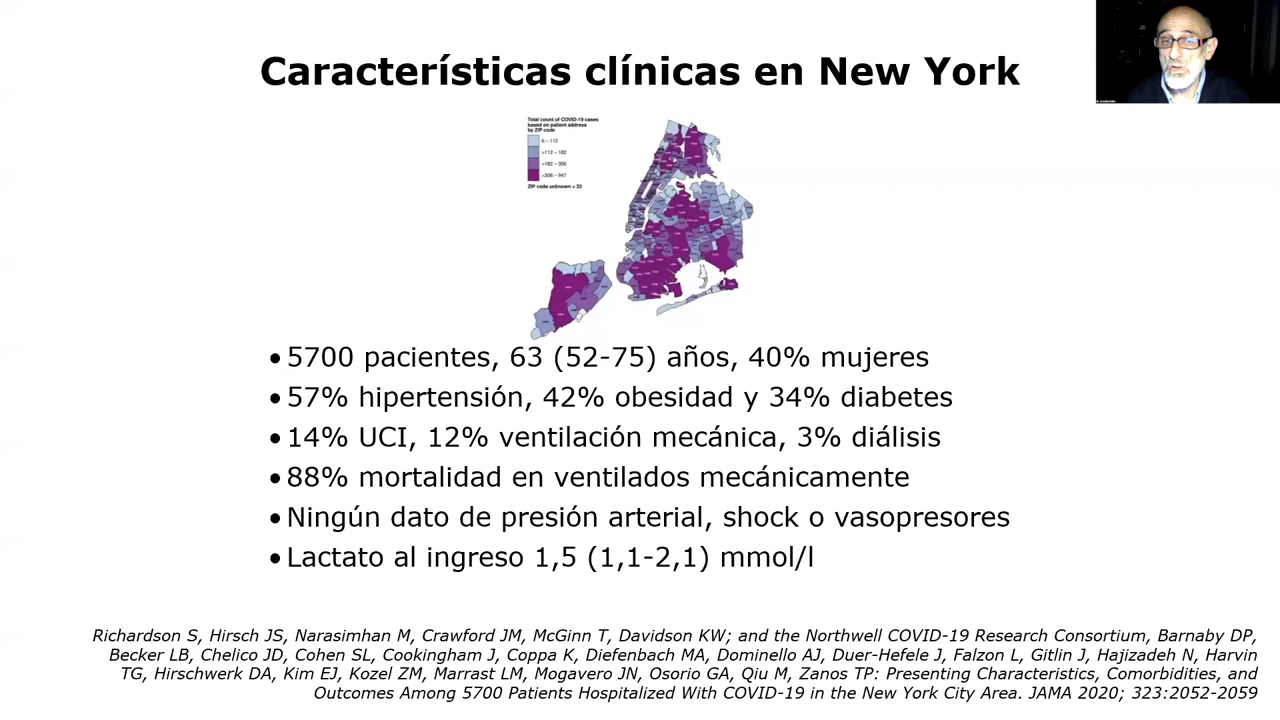 Características clínicas en New York
Total count of COVID-19 cases
based on patient address
by ZIP code
ZIP code unknown = 33
• 5700 pacientes, 63 (52-75) años, 40% mujeres
• 57% hipertensión, 42% obesidad y 34% diabetes
• 14% UCI, 12% ventilación mecánica, 3% diálisis
• 88% mortalidad en ventilados mecánicamente
• Ningún dato de presión arterial, shock o vasopresores
• Lactato al ingreso 1,5 (1,1-2,1) mmol/l
Richardson S, Hirsch JS, Narasimhan M, Crawford JM, McGinn T, Davidson KW; and the Northwell COVID-19 Research Consortium, Barnaby DP,
Becker LB, Chelico JD, Cohen SL, Cookingham J, Coppa K, Diefenbach MA, Dominello AJ, Duer-Hefele J, Falzon L, Gitlin J, Hajizadeh N, Harvin
TG, Hirschwerk DA, Kim EJ, Kozel ZM, Marrast LM, Mogavero JN, Osorio GA, Qiu M, Zanos TP: Presenting Characteristics, Comorbidities, and
Outcomes Among 5700 Patients Hospitalized With COVID-19 in the New York City Area. JAMA 2020; 323:2052-2059